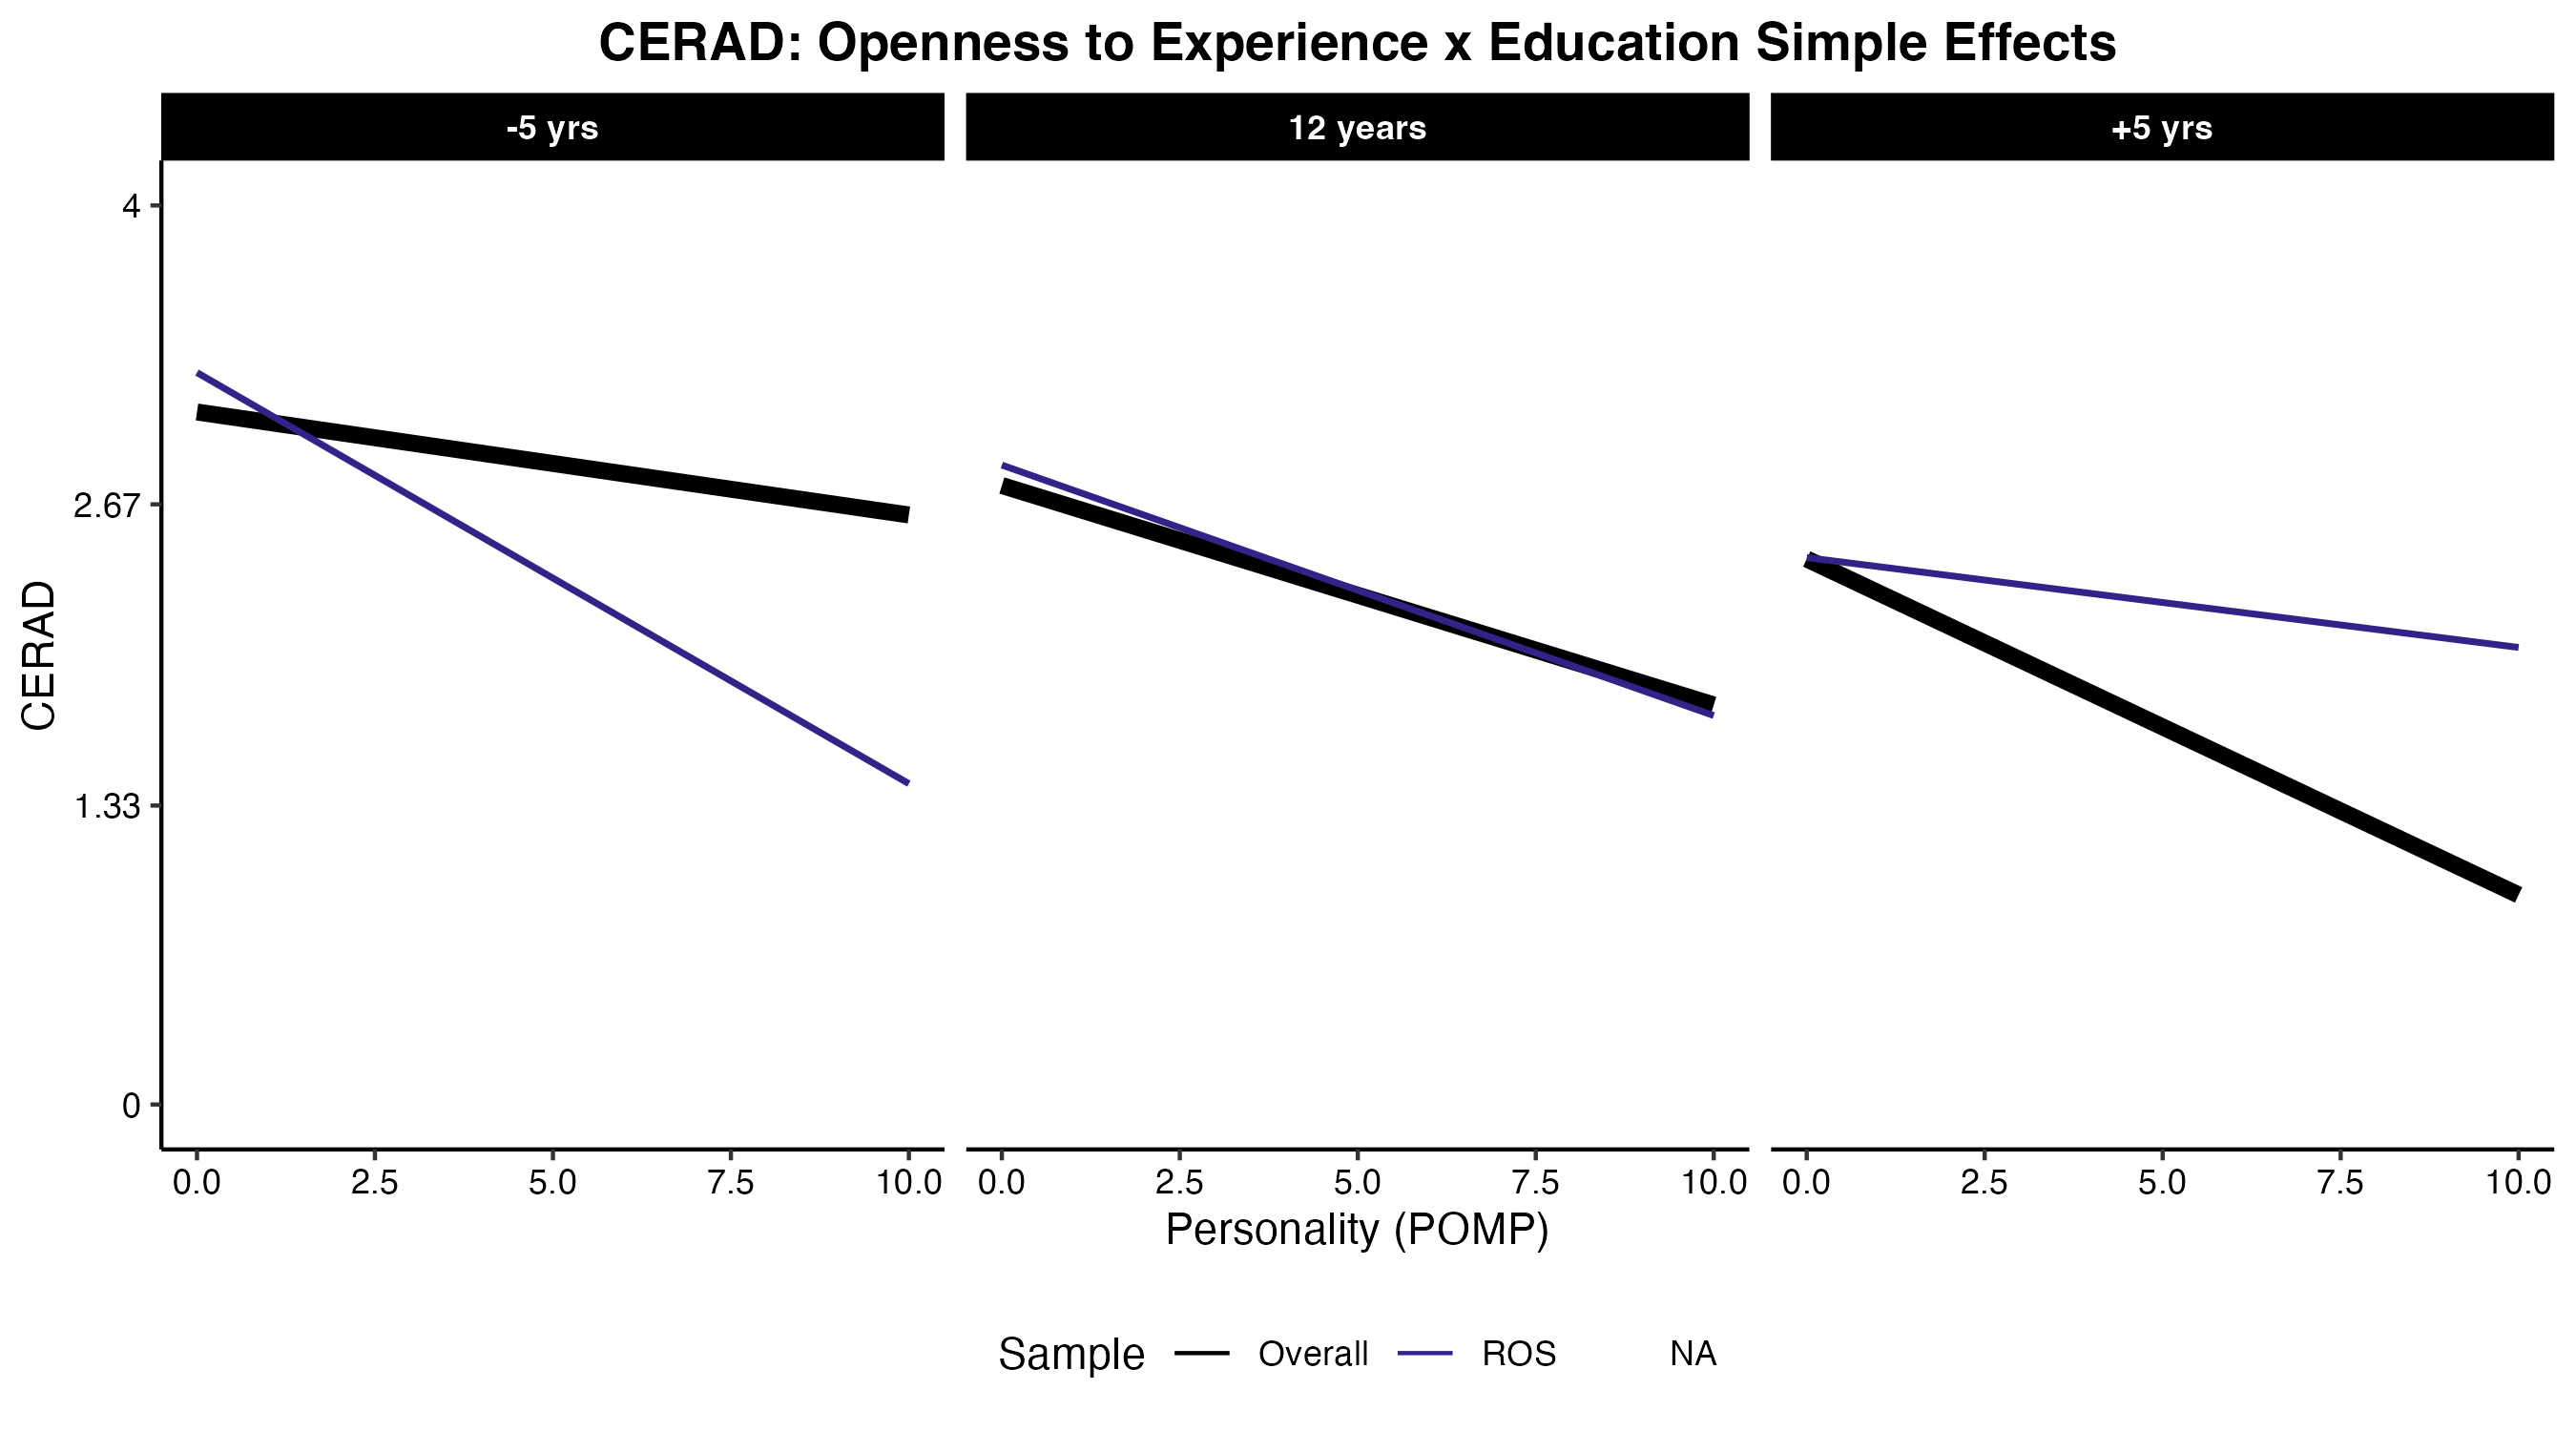 CERAD: Openness to Experience x Education Simple Effects
-5 yrs 12 years +5 yrs
4
2.67
1.33
0
CERAD
0.0 2.5 5.0 7.5 10.0 0.0 2.5 5.0 7.5 10.0 0.0 2.5 5.0 7.5 10.0
Personality (POMP)
Sample Overall ROS NA